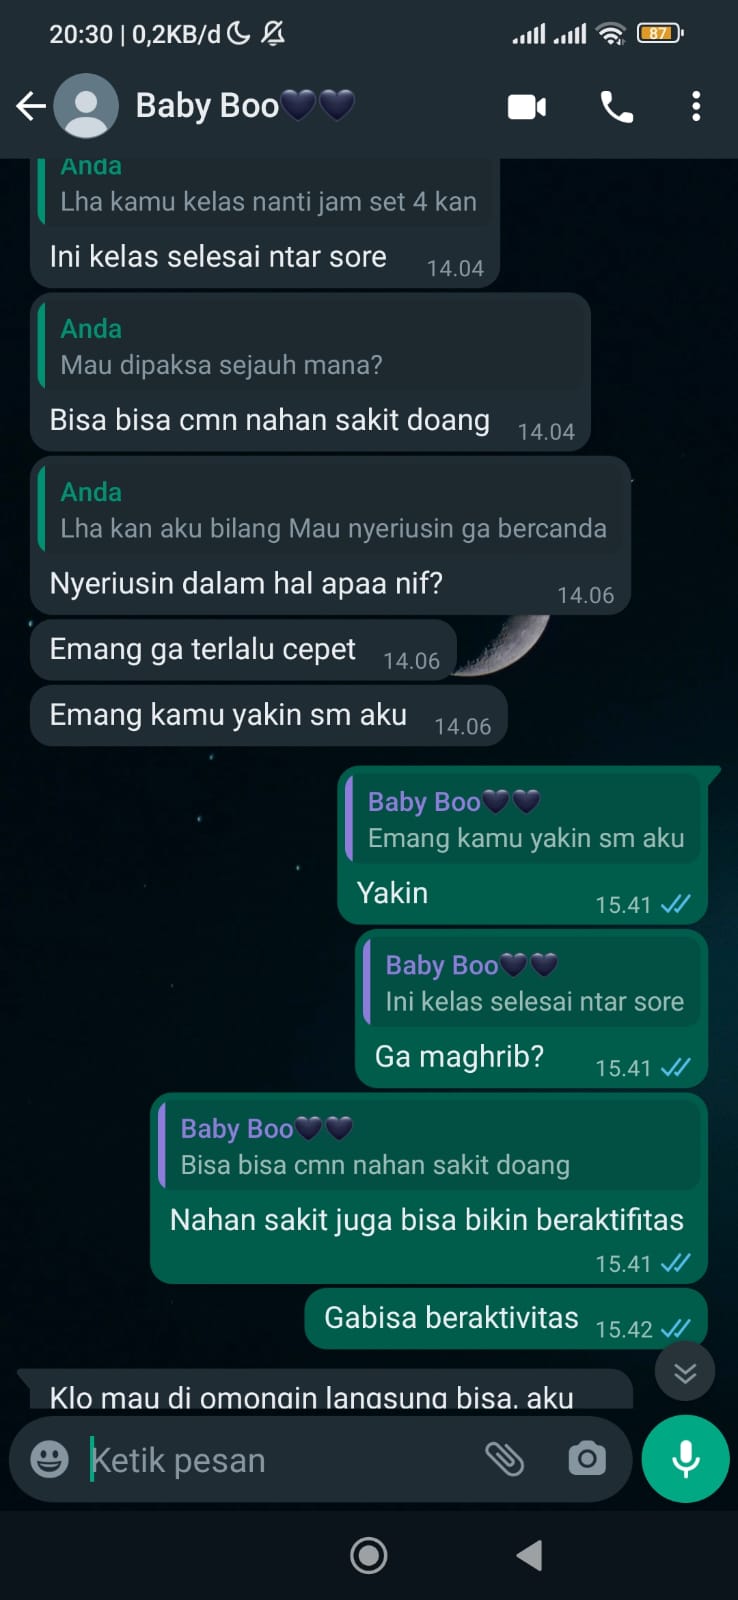 20:30 | 0,2KB/d
87
Baby Boo🖤🖤
Anda
Lha kamu kelas nanti jam set 4 kan
Ini kelas selesai ntar sore 14.04
Anda
Mau dipaksa sejauh mana?
Bisa bisa cmn nahan sakit doang 14.04
Anda
Lha kan aku bilang Mau nyeriusin ga bercanda
Nyeriusin dalam hal apaa nif? 14.06
Emang ga terlalu cepet 14.06
Emang kamu yakin sm aku 14.06
Baby Boo🖤🖤
Emang kamu yakin sm aku
Yakin 15.41
Baby Boo🖤🖤
Ini kelas selesai ntar sore
Ga maghrib? 15.41
Baby Boo🖤🖤
Bisa bisa cmn nahan sakit doang
Nahan sakit juga bisa bikin beraktifitas
15.41
Gabisa beraktivitas 15.42
Klo mau di omongin langsung bisa, aku
Ketik pesan